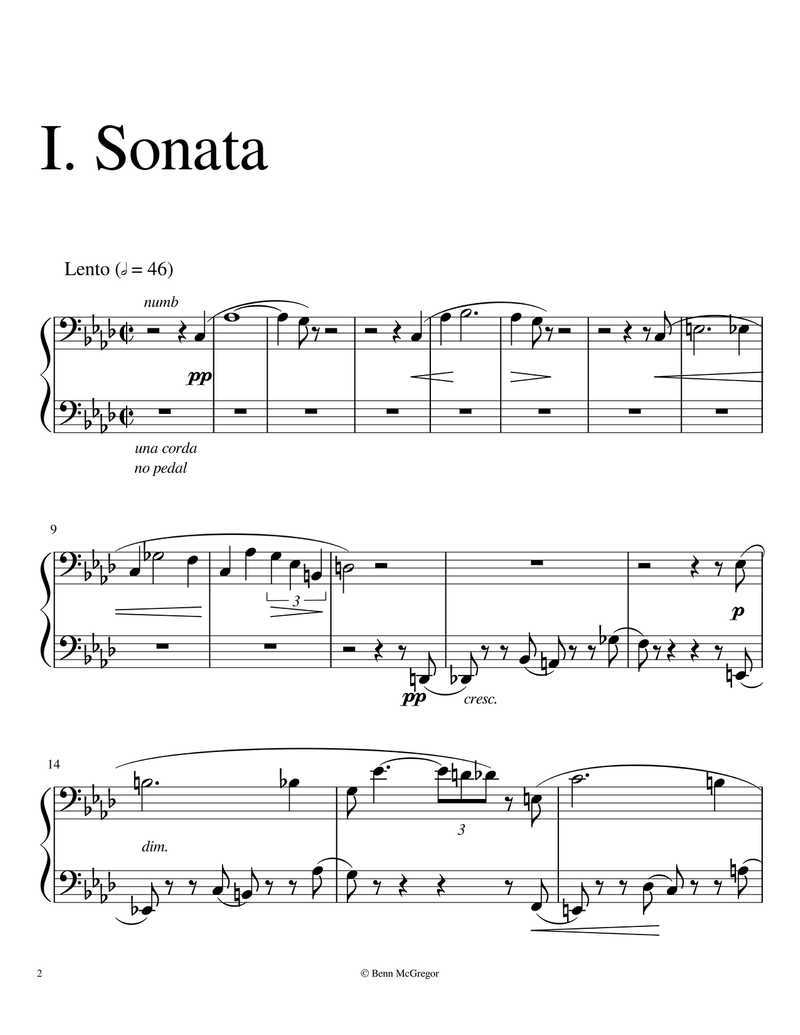 I. Sonata
Lento (𝅗𝅥 = 46)
numb
pp
una corda
no pedal
9
3
p
pp
cresc.
14
3
dim.
2
© Benn McGregor